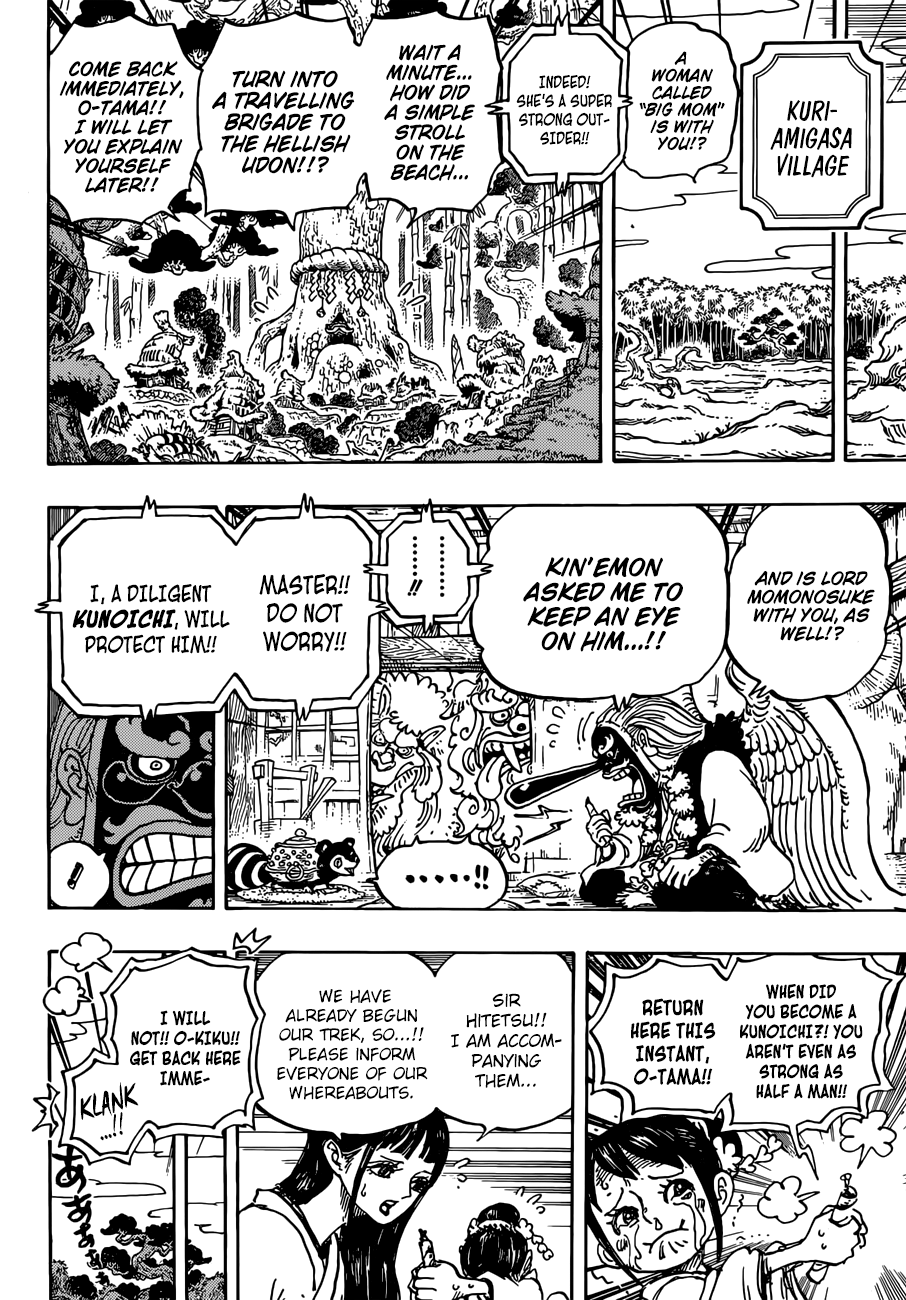 KURI-
AMIGASA
VILLAGE
A
WOMAN
CALLED
"BIG MOM"
IS WITH
YOU!?
INDEED!
SHE'S A SUPER
STRONG OUT-
SIDER!!
WAIT A
MINUTE...
HOW DID
A SIMPLE
STROLL
ON THE
BEACH...
TURN INTO
A TRAVELLING
BRIGADE TO
THE HELLISH
UDON!!?
COME BACK
IMMEDIATELY,
O-TAMA!!
I WILL LET
YOU EXPLAIN
YOURSELF
LATER!!
AND IS LORD
MOMONOSUKE
WITH YOU, AS
WELL!?
KIN'EMON
ASKED ME TO
KEEP AN EYE
ON HIM...!!
........!!
MASTER!!
DO NOT
WORRY!!
I, A DILIGENT
KUNOICHI, WILL
PROTECT HIM!!
.....!!
!
WHEN DID
YOU BECOME A
KUNOICHI?! YOU
AREN'T EVEN AS
STRONG AS
HALF A MAN!!
RETURN
HERE THIS
INSTANT,
O-TAMA!!
SIR
HITETSU!!
I AM ACCOM-
PANYING
THEM...
WE HAVE
ALREADY BEGUN
OUR TREK, SO...!!
PLEASE INFORM
EVERYONE OF OUR
WHEREABOUTS.
I WILL
NOT!! O-KIKU!!
GET BACK HERE
IMME-
KLANK
....!!